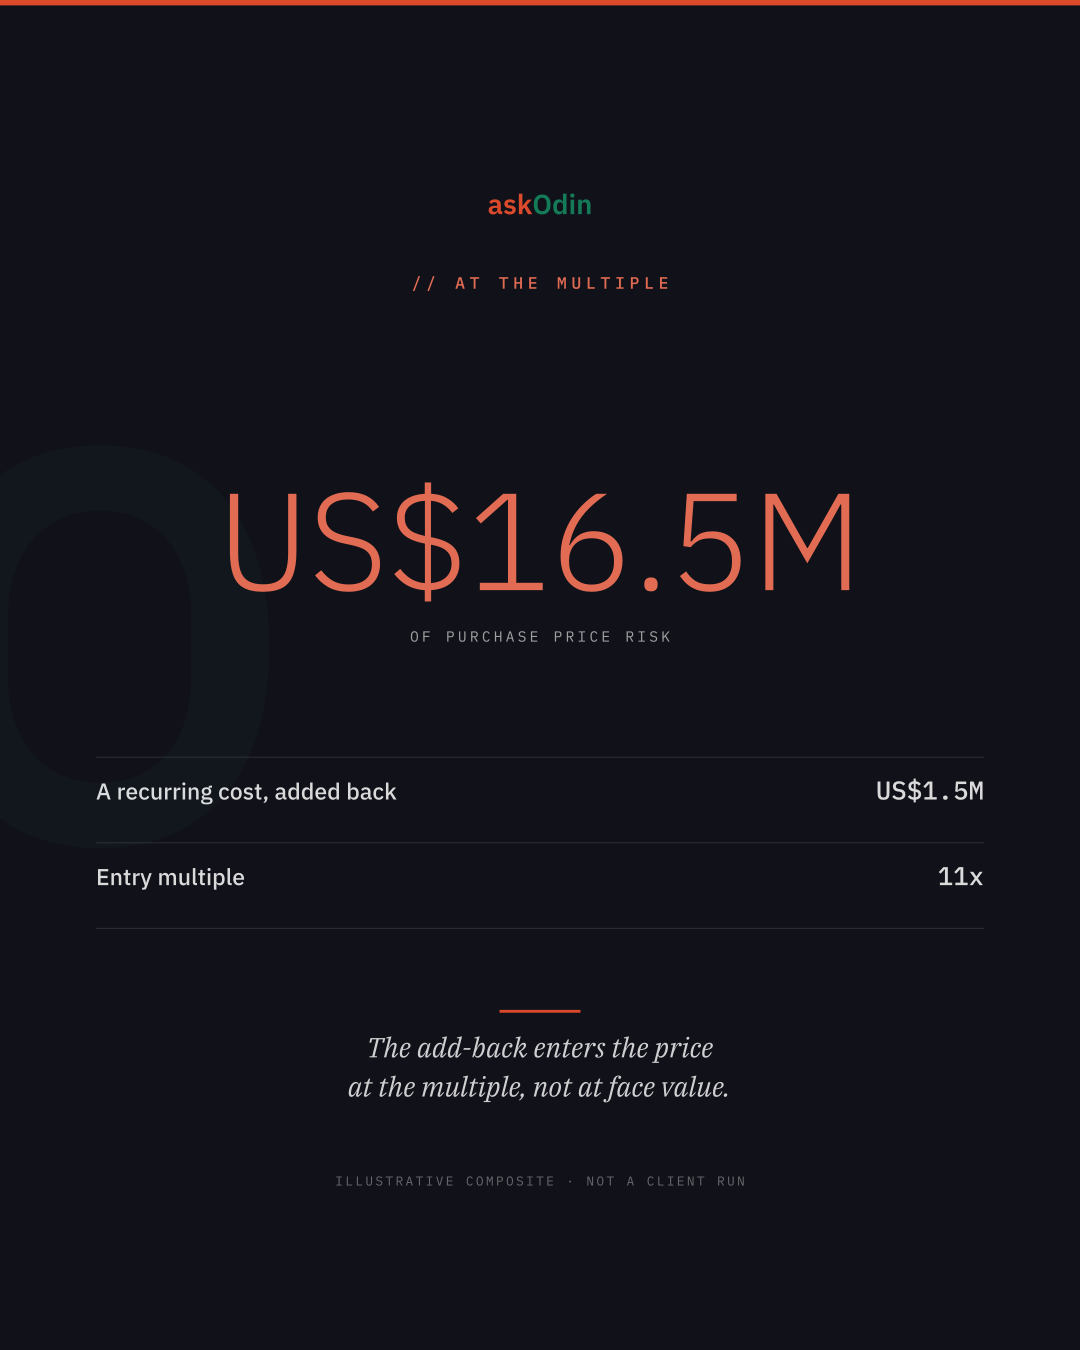 askOdin
// AT THE MULTIPLE
US$16.5M
OF PURCHASE PRICE RISK
A recurring cost, added back US$1.5M
Entry multiple 11x
The add-back enters the price
at the multiple, not at face value.
ILLUSTRATIVE COMPOSITE · NOT A CLIENT RUN